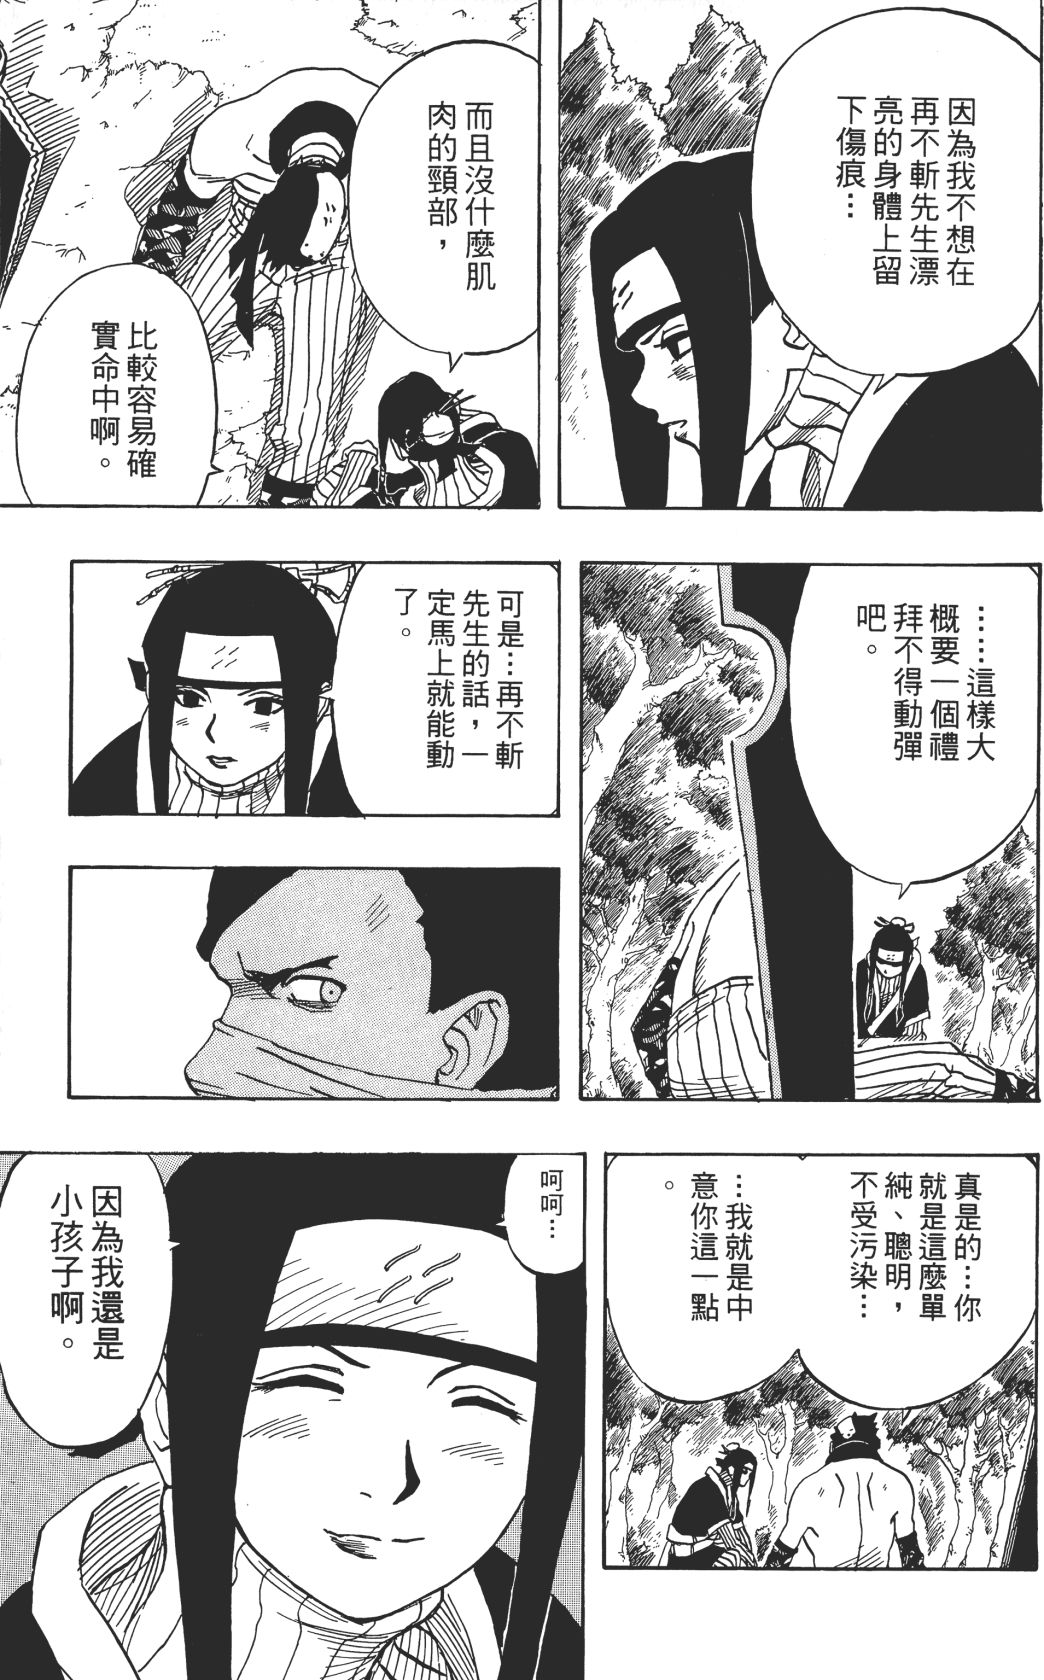 因為我不想在
再不斬先生漂
亮的身體上留
下傷痕…
而且沒什麼肌
肉的頸部，
比較容易確
實命中啊。
……這樣大
概要一個禮
拜不得動彈
吧。
可是…再不斬
先生的話，一
定馬上就能動
了。
真是的…你
就是這麼單
純、聰明，
不受污染…
…我就是中
意你這一點
。
呵呵…
因為我還是
小孩子啊。